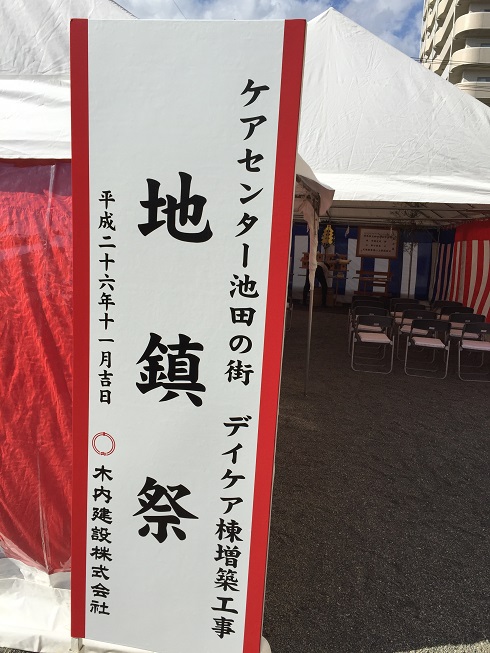 ケアセンター池田の街 デイケア棟増築工事
地鎮祭
平成二十六年十一月吉日
木内建設株式会社